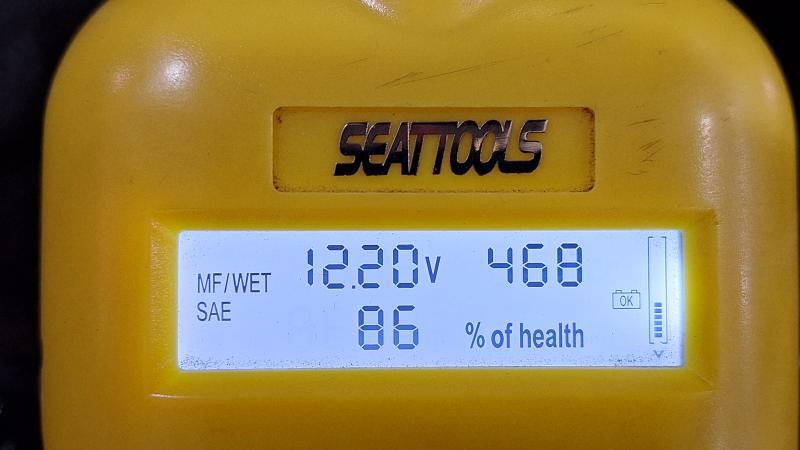 SEATTOOLS
MF/WET 12.20V 468
SAE 86 % of health
OK